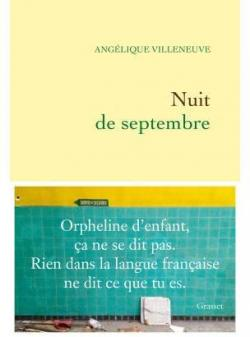 ANGÉLIQUE VILLENEUVE
Nuit
de septembre
Orpheline d'enfant,
ça ne se dit pas.
Rien dans la langue française
ne dit ce que tu es.
Grasset